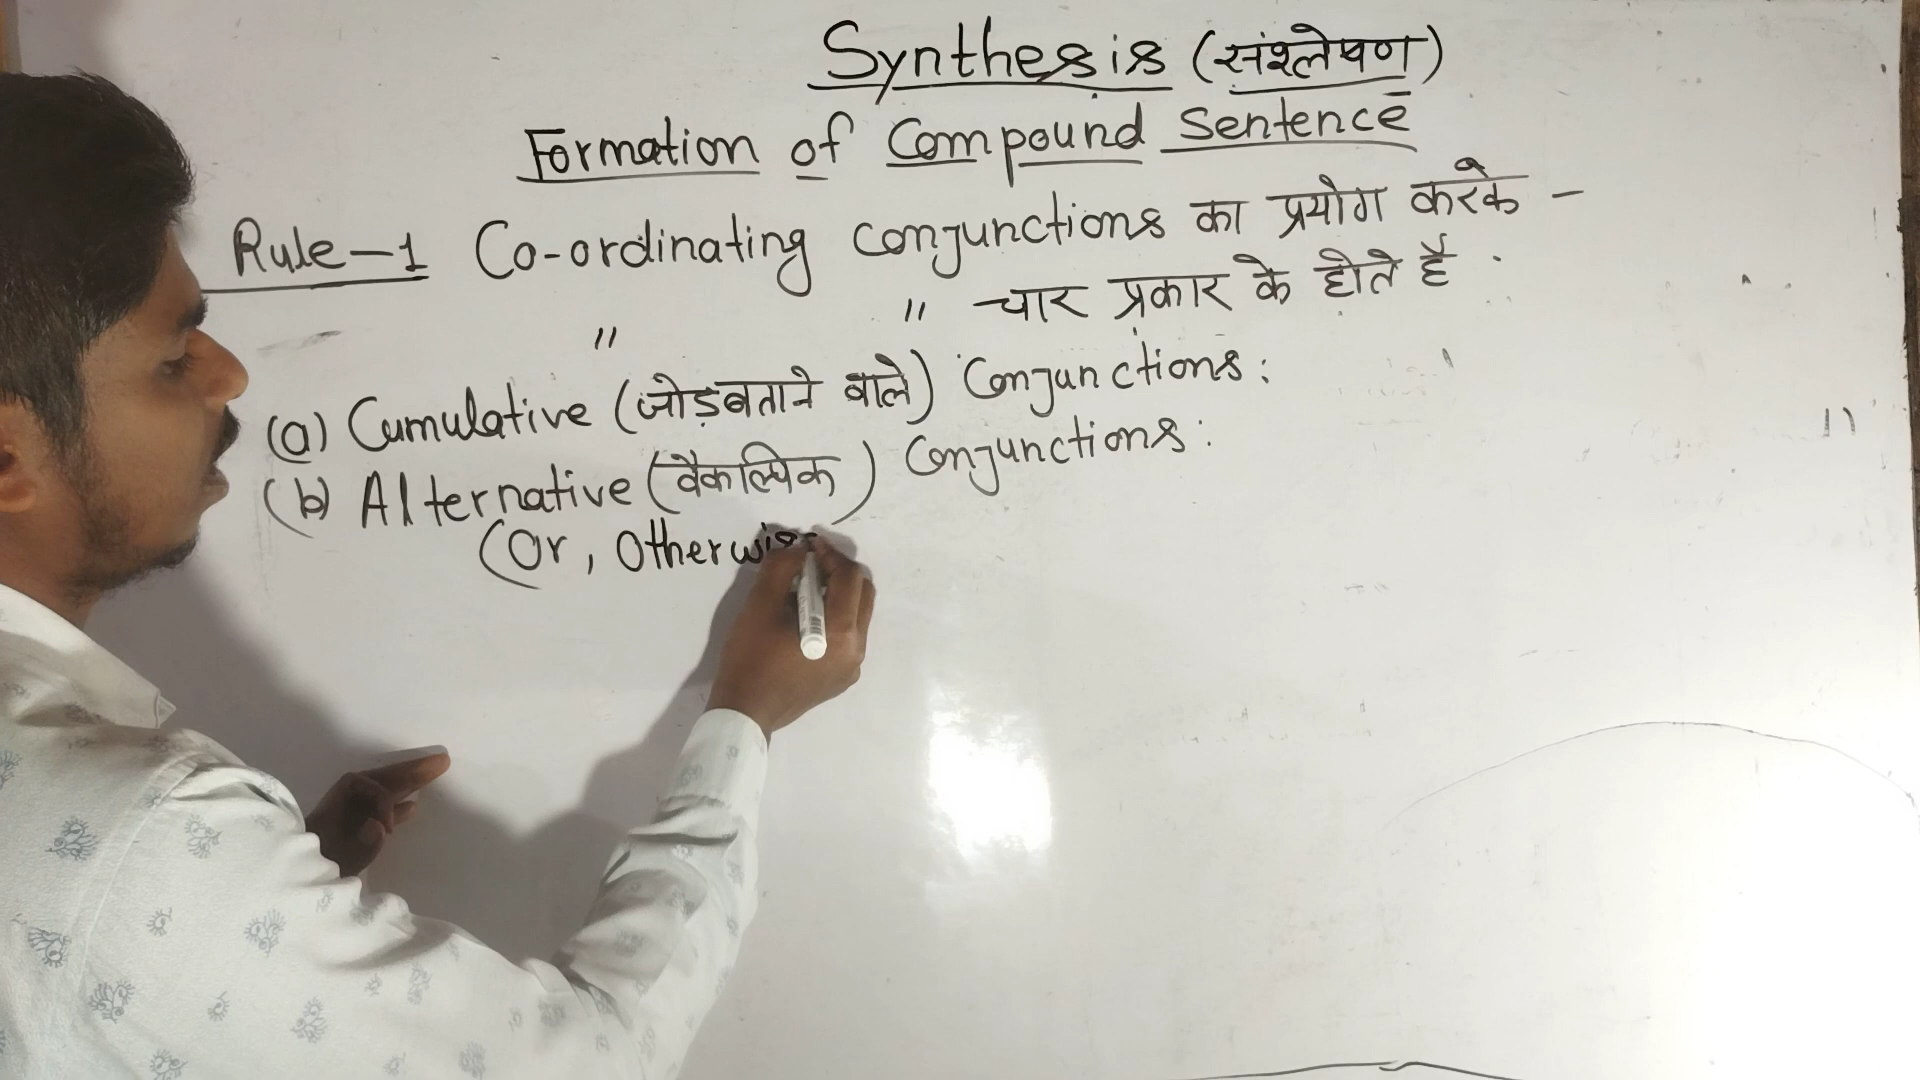 Synthesis (संश्लेषण)
Formation of Compound Sentence
Rule-1 Co-ordinating conjunctions का प्रयोग करके -
" " चार प्रकार के होते हैं
(a) Cumulative (जोड़बताने वाले) Conjunctions:
(b) Alternative (वैकल्पिक) Conjunctions:
(Or, Otherwis